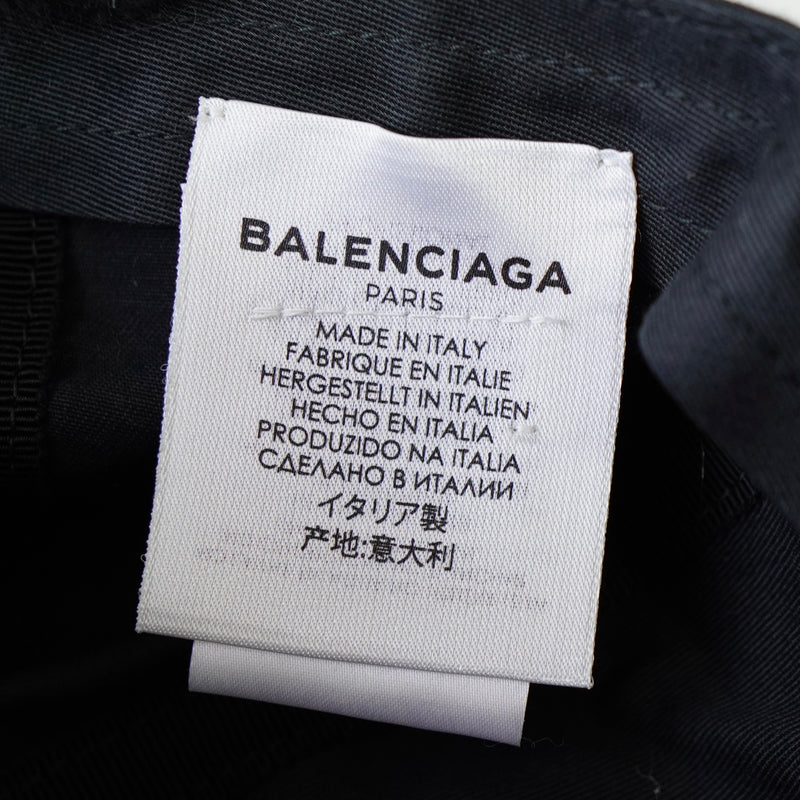 BALENCIAGA
PARIS
MADE IN ITALY
FABRIQUE EN ITALIE
HERGESTELLT IN ITALIEN
HECHO EN ITALIA
PRODUZIDO NA ITALIA
СДЕЛАНО В ИТАЛИИ
イタリア製
产地:意大利